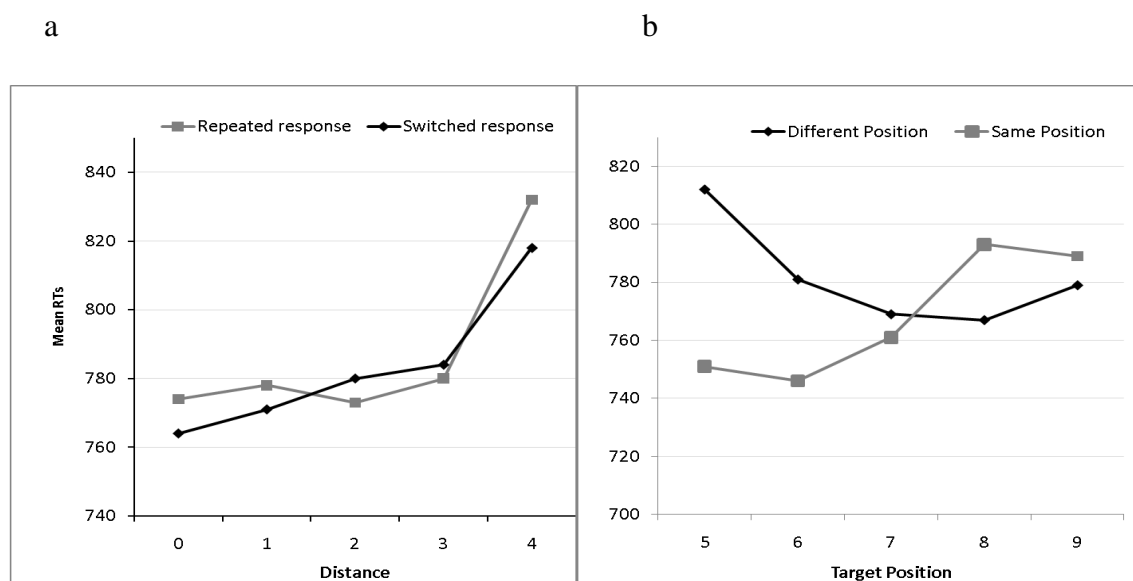 a
b
Repeated response
Switched response
840
820
800
780
760
740
Mean RTs
0 1 2 3 4
Distance
Different Position
Same Position
820
800
780
760
740
720
700
5 6 7 8 9
Target Position